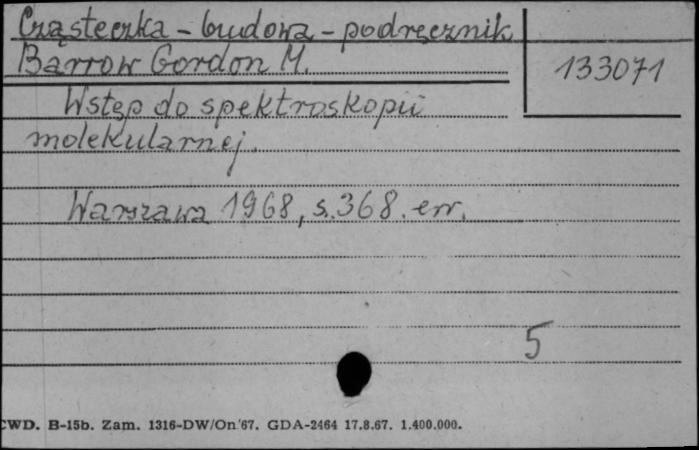 Cząsteczka - budowa - podręcznik
Barrow Gordon M.
133071
Wstęp do spektroskopii
molekularnej.
Warszawa 1968, s. 368. err.
5
CWD. B-15b. Zam. 1316-DW/On'67. GDA-2464 17.8.67. 1.400.000.